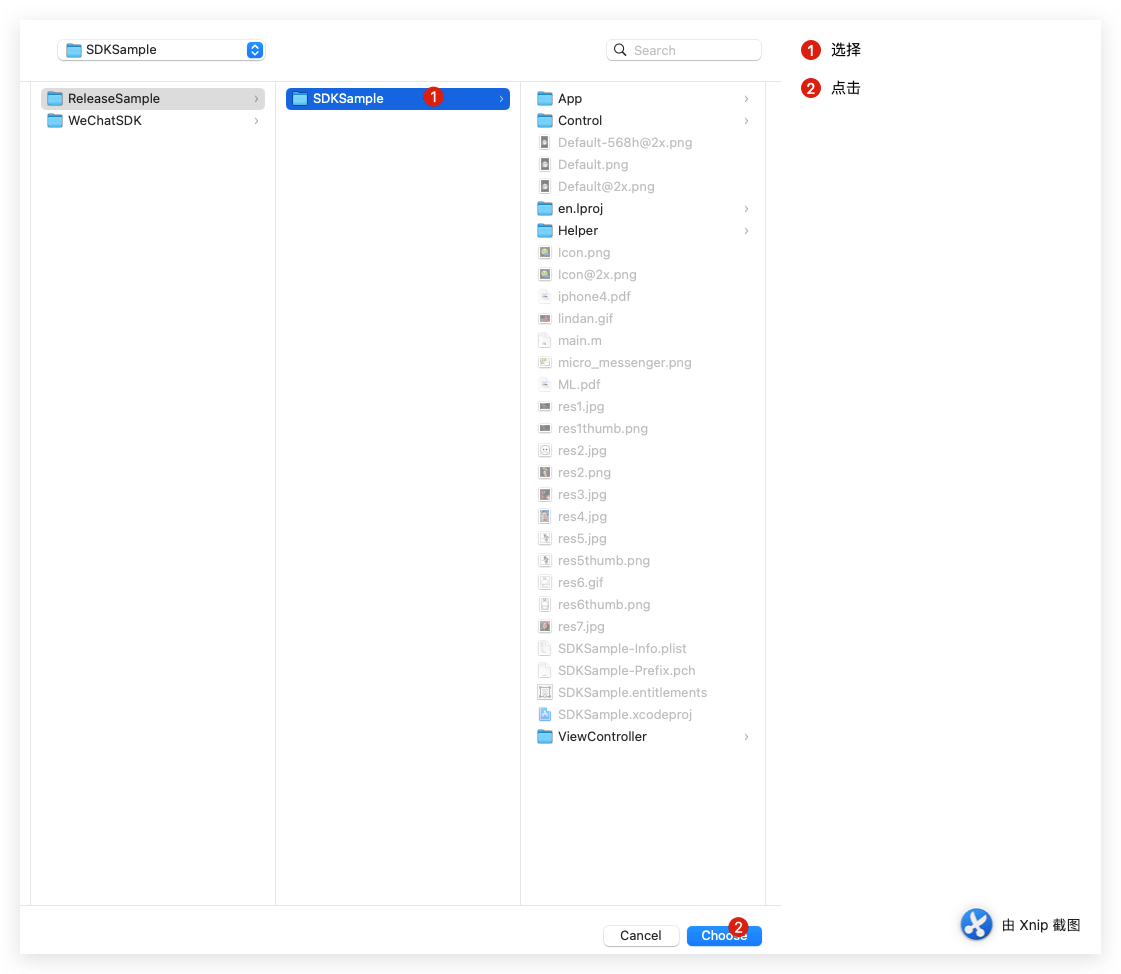 SDKSample
Search
1 选择
2 点击
ReleaseSample
WeChatSDK
SDKSample 1
App
Control
Default-568h@2x.png
Default.png
Default@2x.png
en.lproj
Helper
Icon.png
Icon@2x.png
iphone4.pdf
lindan.gif
main.m
micro_messenger.png
ML.pdf
res1.jpg
res1thumb.png
res2.jpg
res2.png
res3.jpg
res4.jpg
res5.jpg
res5thumb.png
res6.gif
res6thumb.png
res7.jpg
SDKSample-Info.plist
SDKSample-Prefix.pch
SDKSample.entitlements
SDKSample.xcodeproj
ViewController
Cancel
Choose 2
由 Xnip 截图